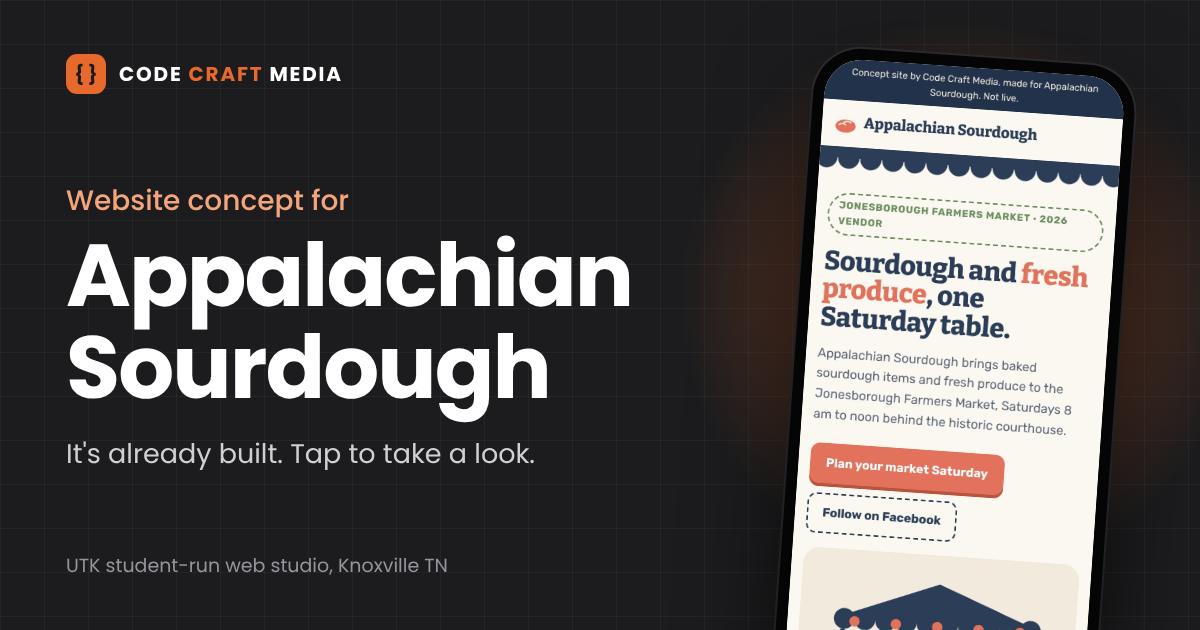 { } CODE CRAFT MEDIA
Website concept for
Appalachian
Sourdough
It's already built. Tap to take a look.
UTK student-run web studio, Knoxville TN
Concept site by Code Craft Media, made for Appalachian
Sourdough. Not live.
Appalachian Sourdough
JONESBOROUGH FARMERS MARKET · 2026
VENDOR
Sourdough and fresh
produce, one
Saturday table.
Appalachian Sourdough brings baked
sourdough items and fresh produce to the
Jonesborough Farmers Market, Saturdays 8
am to noon behind the historic courthouse.
Plan your market Saturday
Follow on Facebook